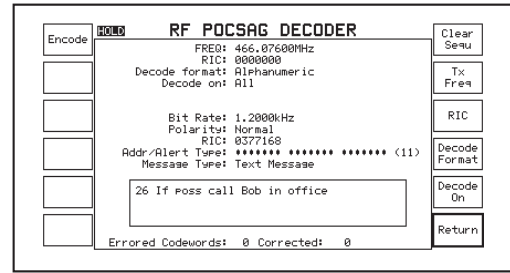 HOLD RF POCSAG DECODER
Encode
FREQ: 466.07600MHz
RIC: 0000000
Decode format: Alphanumeric
Decode on: All
Bit Rate: 1.2000kHz
Polarity: Normal
RIC: 0377168
Addr/Alert Type: ♦♦♦♦♦♦♦ ♦♦♦♦♦♦♦ ♦♦♦♦♦♦♦ (11)
Message Type: Text Message
26 If poss call Bob in office
Errored Codewords: 0 Corrected: 0
Clear
Sequ
Tx
Freq
RIC
Decode
Format
Decode
On
Return